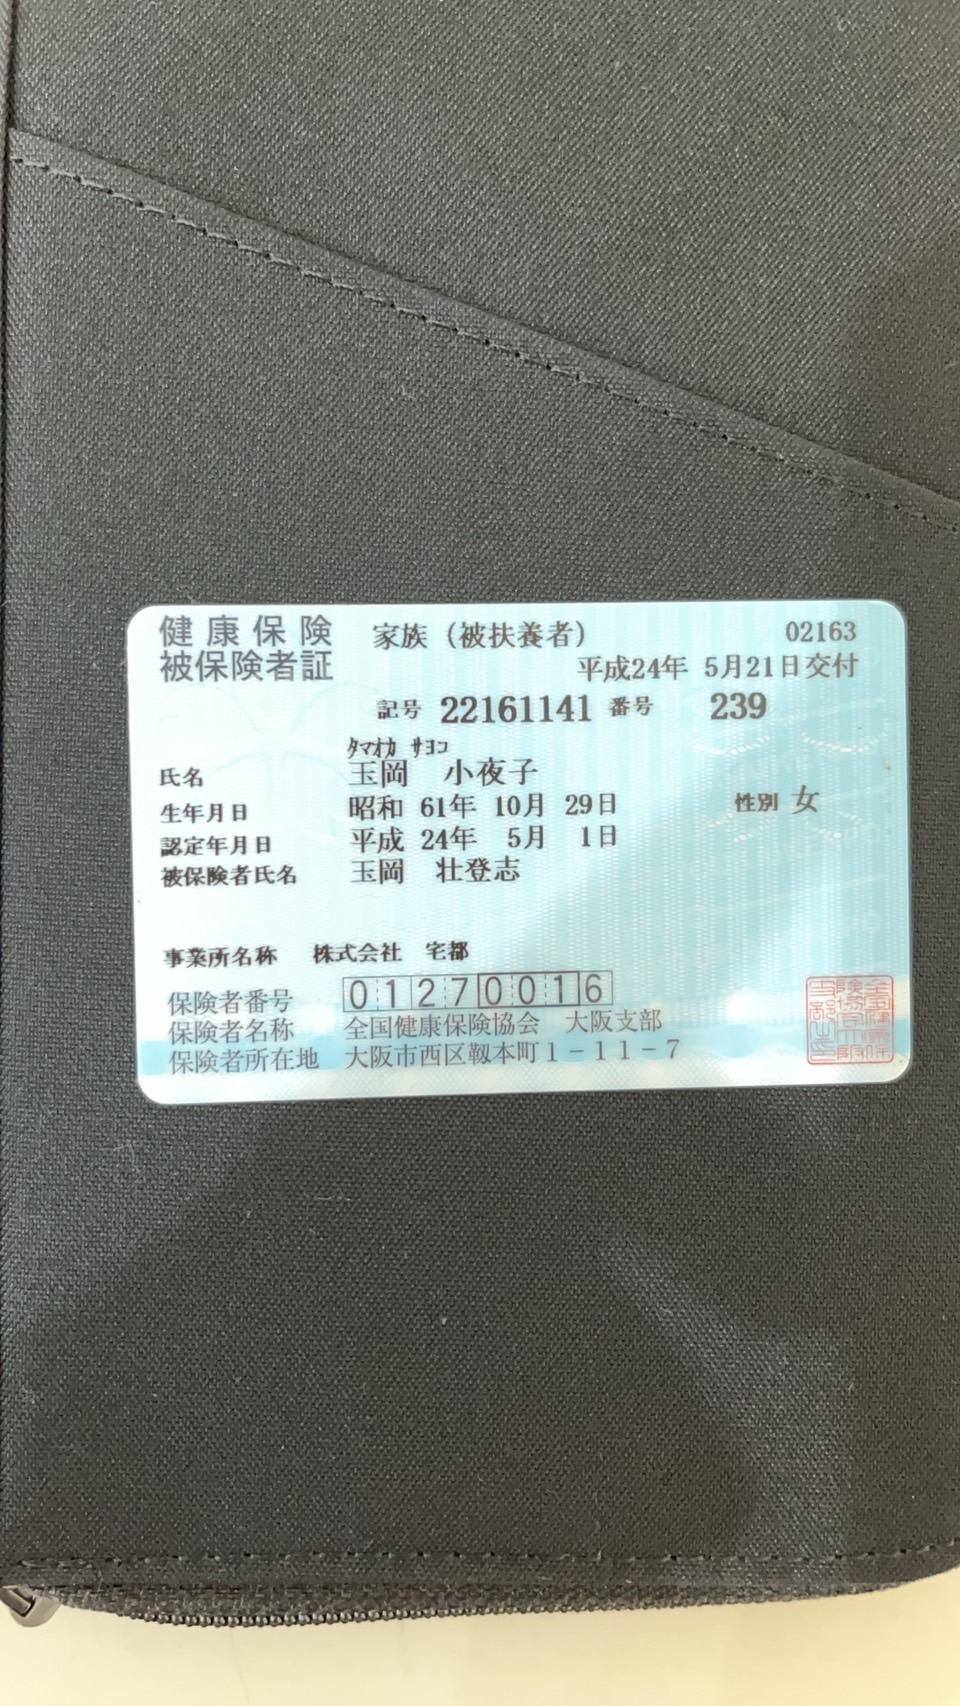 健康保険 家族(被扶養者) 02163
被保険者証 平成24年 5月21日交付
記号 22161141 番号 239
ﾀﾏｵｶ ｻﾖｺ
氏名 玉岡 小夜子
生年月日 昭和 61年 10月 29日 性別 女
認定年月日 平成 24年 5月 1日
被保険者氏名 玉岡 壮登志
事業所名称 株式会社 宅都
保険者番号 01270016
保険者名称 全国健康保険協会 大阪支部
保険者所在地 大阪市西区靱本町1-11-7